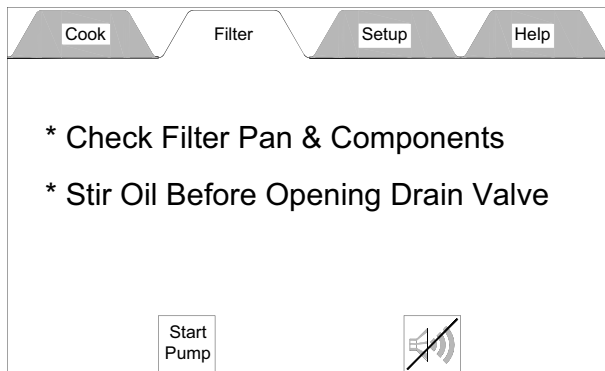 Cook Filter Setup Help
* Check Filter Pan & Components
* Stir Oil Before Opening Drain Valve
Start
Pump